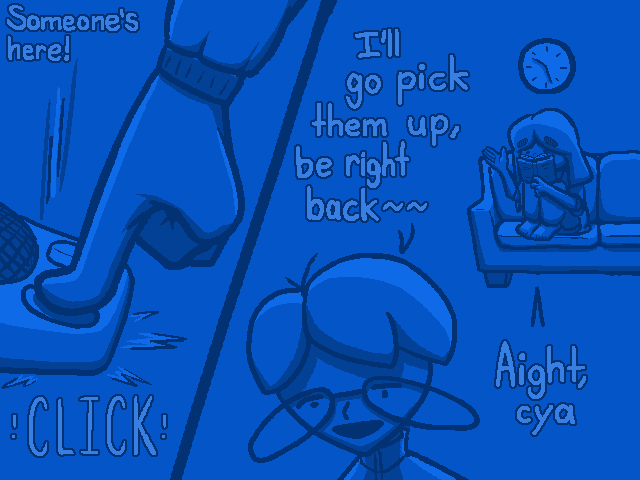 Someone's
here!
!CLICK!
I'll
go pick
them up,
be right
back~~
Aight,
cya